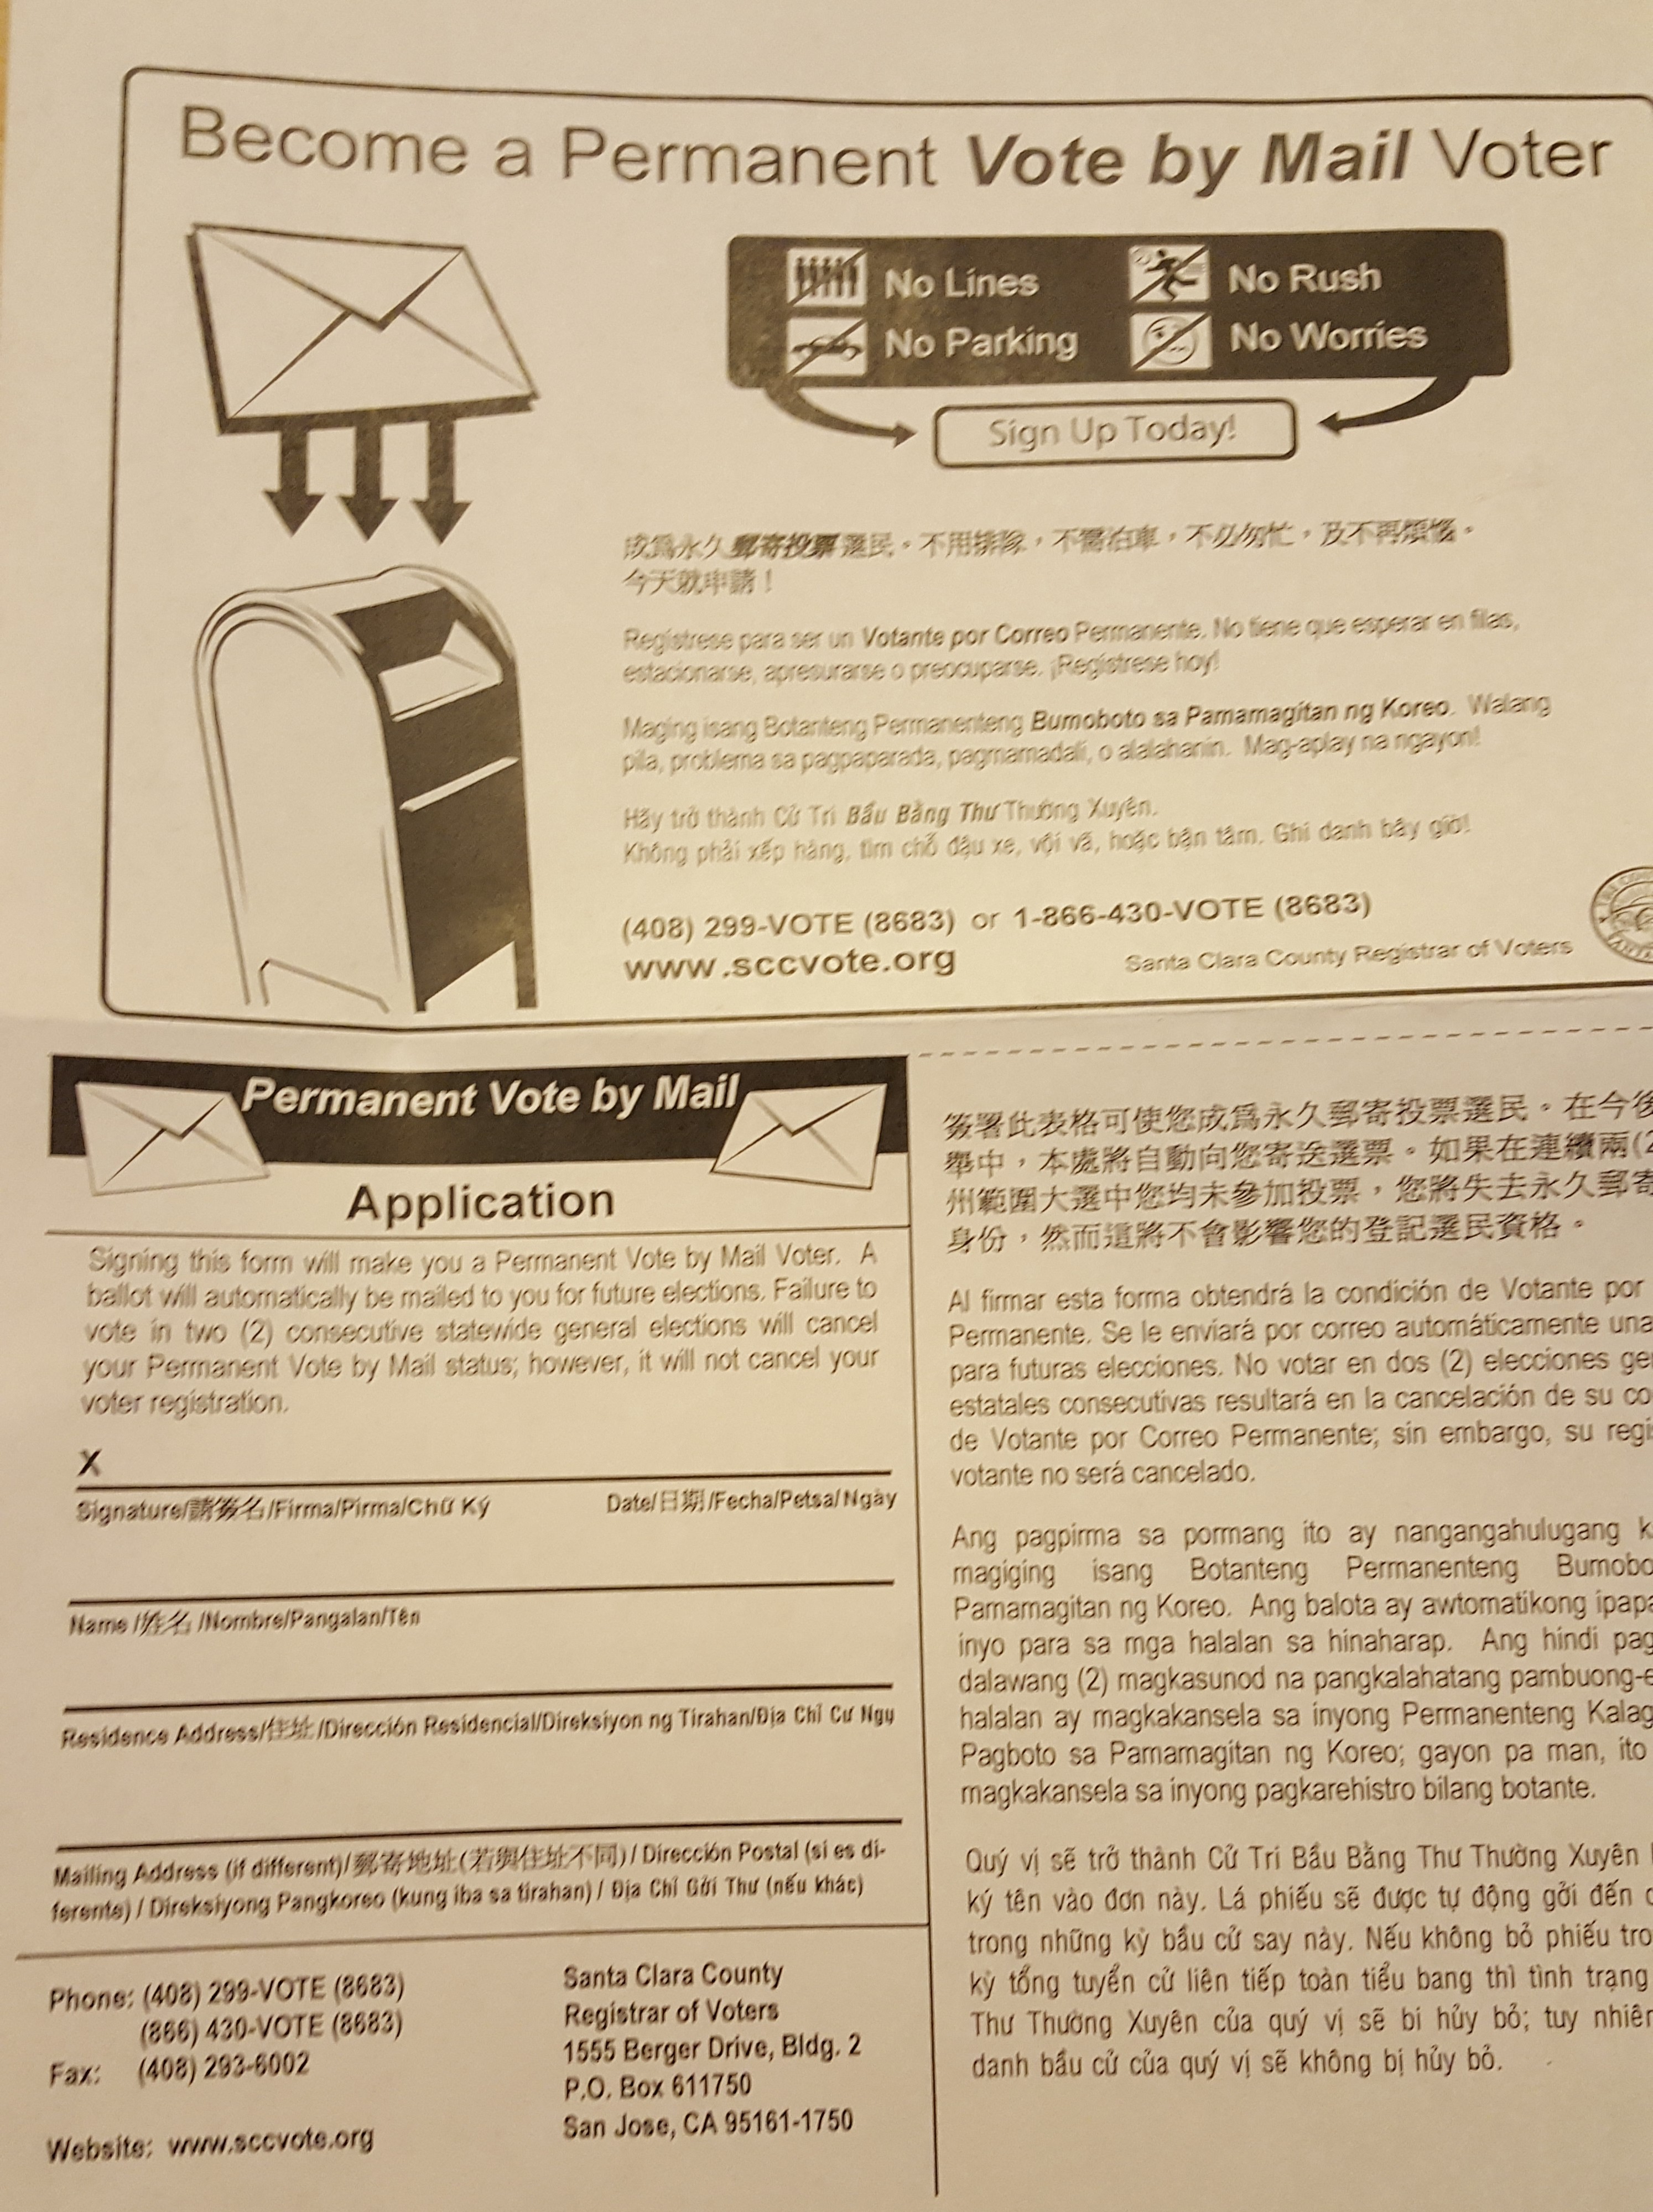 Become a Permanent Vote by Mail Voter
No Lines
No Rush
No Parking
No Worries
Sign Up Today!
成爲永久郵寄投票選民。不用排隊，不需泊車，不必匆忙，及不再煩惱。
今天就申請！
Regístrese para ser un Votante por Correo Permanente. No tiene que esperar en filas,
estacionarse, apresurarse o preocuparse. ¡Regístrese hoy!
Maging isang Botanteng Permanenteng Bumoboto sa Pamamagitan ng Koreo. Walang
pila, problema sa pagpaparada, pagmamadali, o alalahanin. Mag-aplay na ngayon!
Hãy trở thành Cử Tri Bầu Bằng Thư Thường Xuyên.
Không phải xếp hàng, tìm chỗ đậu xe, vội vã, hoặc bận tâm. Ghi danh bây giờ!
(408) 299-VOTE (8683) or 1-866-430-VOTE (8683)
www.sccvote.org
Santa Clara County Registrar of Voters
Permanent Vote by Mail
Application
Signing this form will make you a Permanent Vote by Mail Voter. A
ballot will automatically be mailed to you for future elections. Failure to
vote in two (2) consecutive statewide general elections will cancel
your Permanent Vote by Mail status; however, it will not cancel your
voter registration.
X
Signature/請簽名/Firma/Pirma/Chữ Ký
Date/日期/Fecha/Petsa/Ngày
Name /姓名 /Nombre/Pangalan/Tên
Residence Address/住址 /Dirección Residencial/Direksiyon ng Tirahan/Địa Chỉ Cư Ngụ
Mailing Address (if different)/郵寄地址(若與住址不同) / Dirección Postal (si es di-
ferente) / Direksiyong Pangkoreo (kung iba sa tirahan) / Địa Chỉ Gởi Thư (nếu khác)
Phone: (408) 299-VOTE (8683)
(866) 430-VOTE (8683)
Fax: (408) 293-6002
Website: www.sccvote.org
Santa Clara County
Registrar of Voters
1555 Berger Drive, Bldg. 2
P.O. Box 611750
San Jose, CA 95161-1750
簽署此表格可使您成爲永久郵寄投票選民。在今後
舉中，本處將自動向您寄送選票。如果在連續兩(2
州範圍大選中您均未參加投票，您將失去永久郵寄
身份，然而這將不會影響您的登記選民資格。
Al firmar esta forma obtendrá la condición de Votante por
Permanente. Se le enviará por correo automáticamente una
para futuras elecciones. No votar en dos (2) elecciones ge
estatales consecutivas resultará en la cancelación de su co
de Votante por Correo Permanente; sin embargo, su regi
votante no será cancelado.
Ang pagpirma sa pormang ito ay nangangahulugang k
magiging isang Botanteng Permanenteng Bumobo
Pamamagitan ng Koreo. Ang balota ay awtomatikong ipapa
inyo para sa mga halalan sa hinaharap. Ang hindi pag
dalawang (2) magkasunod na pangkalahatang pambuong-e
halalan ay magkakansela sa inyong Permanenteng Kalag
Pagboto sa Pamamagitan ng Koreo; gayon pa man, ito
magkakansela sa inyong pagkarehistro bilang botante.
Quý vị sẽ trở thành Cử Tri Bầu Bằng Thư Thường Xuyên
ký tên vào đơn này. Lá phiếu sẽ được tự động gởi đến
trong những kỳ bầu cử say này. Nếu không bỏ phiếu tro
kỳ tổng tuyển cử liên tiếp toàn tiểu bang thì tình trạng
Thư Thường Xuyên của quý vị sẽ bi hủy bỏ; tuy nhiên
danh bầu cử của quý vị sẽ không bị hủy bỏ.